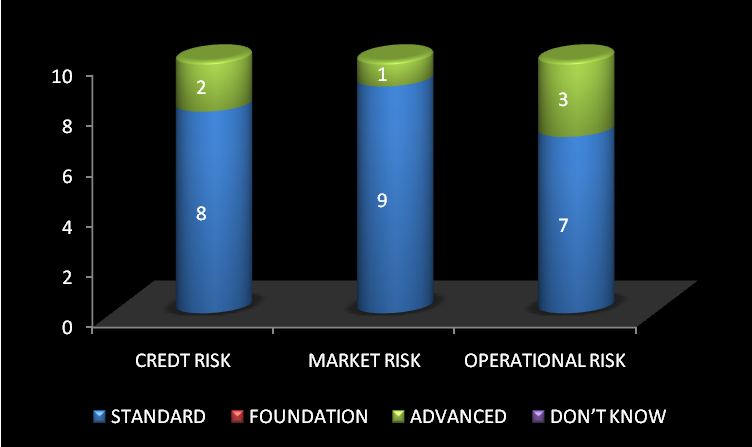 10
8
6
4
2
0
2
1
3
8
9
7
CREDT RISK
MARKET RISK
OPERATIONAL RISK
STANDARD
FOUNDATION
ADVANCED
DON'T KNOW